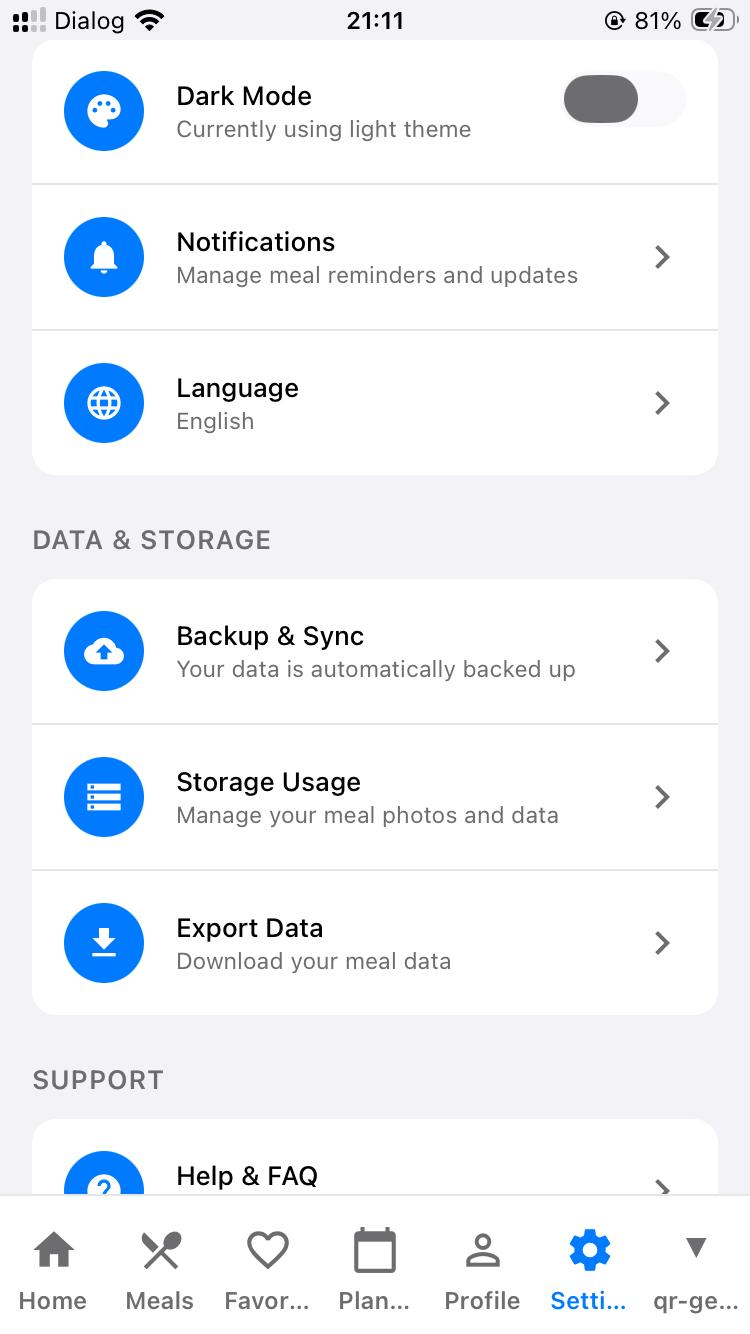 Dialog 21:11 81%
Dark Mode
Currently using light theme
Notifications
Manage meal reminders and updates
Language
English
DATA & STORAGE
Backup & Sync
Your data is automatically backed up
Storage Usage
Manage your meal photos and data
Export Data
Download your meal data
SUPPORT
Help & FAQ
Home Meals Favor... Plan... Profile Setti... qr-ge...